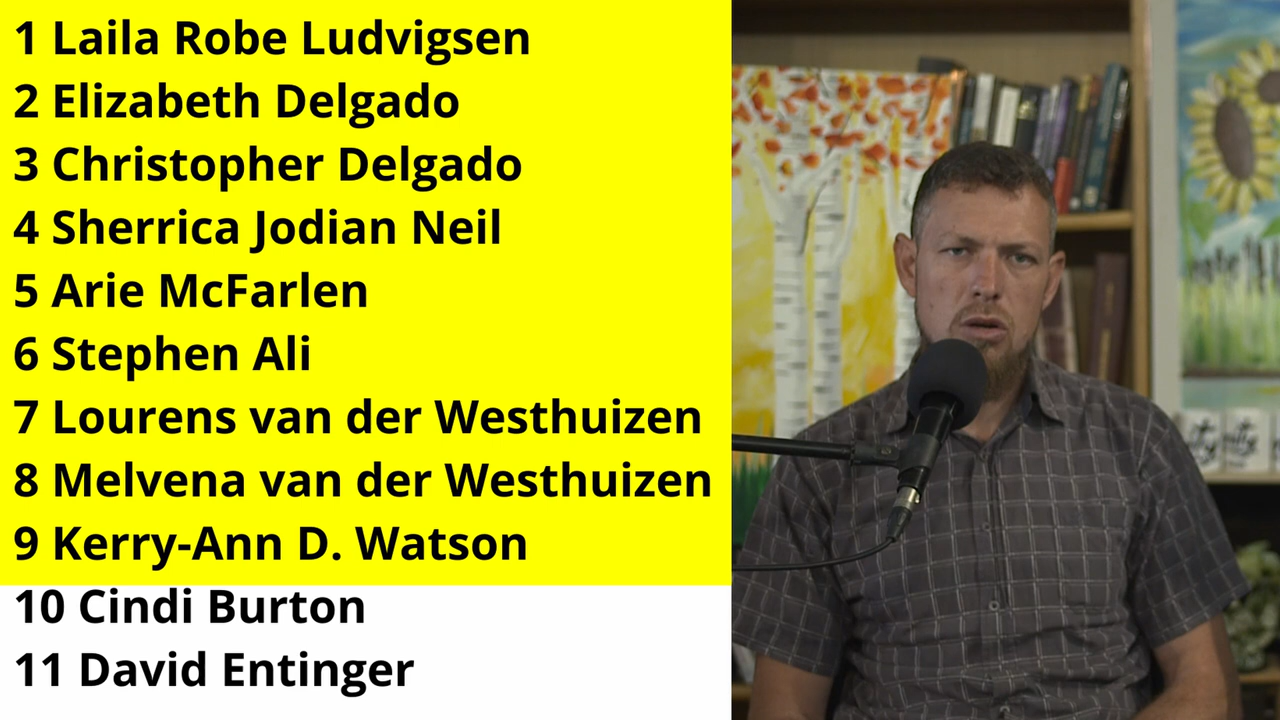 1 Laila Robe Ludvigsen
2 Elizabeth Delgado
3 Christopher Delgado
4 Sherrica Jodian Neil
5 Arie McFarlen
6 Stephen Ali
7 Lourens van der Westhuizen
8 Melvena van der Westhuizen
9 Kerry-Ann D. Watson
10 Cindi Burton
11 David Entinger